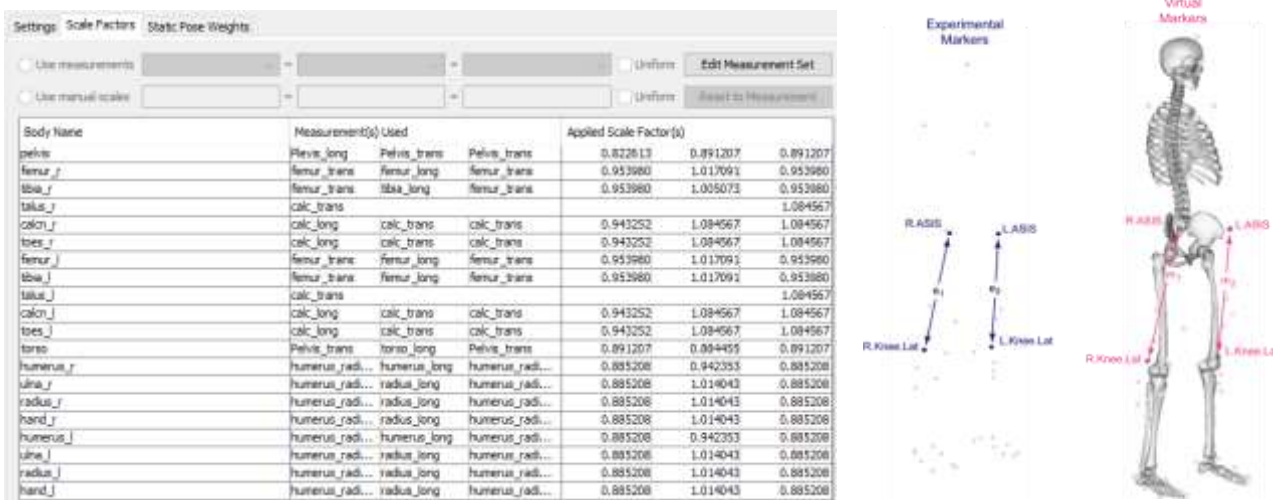 Settings Scale Factors Static Pose Weights
Use measurements = = Uniform Edit Measurement Set
Use manual scales = = Uniform Reset to Measurement
Body Name Measurement(s) Used Applied Scale Factor(s)
pelvis Plevis_long Pelvis_trans Pelvis_trans 0.822613 0.891207 0.891207
femur_r femur_trans femur_long femur_trans 0.953980 1.017091 0.953980
tibia_r femur_trans tibia_long femur_trans 0.953980 1.005073 0.953980
talus_r calc_trans 1.084567
calcn_r calc_long calc_trans calc_trans 0.943252 1.084567 1.084567
toes_r calc_long calc_trans calc_trans 0.943252 1.084567 1.084567
femur_l femur_trans femur_long femur_trans 0.953980 1.017091 0.953980
tibia_l femur_trans femur_long femur_trans 0.953980 1.017091 0.953980
talus_l calc_trans 1.084567
calcn_l calc_long calc_trans calc_trans 0.943252 1.084567 1.084567
toes_l calc_long calc_trans calc_trans 0.943252 1.084567 1.084567
torso Pelvis_trans torso_long Pelvis_trans 0.891207 0.884455 0.891207
humerus_r humerus_radi... humerus_long humerus_radi... 0.885208 0.942353 0.885208
ulna_r humerus_radi... radius_long humerus_radi... 0.885208 1.014043 0.885208
radius_r humerus_radi... radius_long humerus_radi... 0.885208 1.014043 0.885208
hand_r humerus_radi... radius_long humerus_radi... 0.885208 1.014043 0.885208
humerus_l humerus_radi... humerus_long humerus_radi... 0.885208 0.942353 0.885208
ulna_l humerus_radi... radius_long humerus_radi... 0.885208 1.014043 0.885208
radius_l humerus_radi... radius_long humerus_radi... 0.885208 1.014043 0.885208
hand_l humerus_radi... radius_long humerus_radi... 0.885208 1.014043 0.885208
Experimental
Markers
R.ASIS
L.ASIS
e₁
e₂
R.Knee.Lat
L.Knee.Lat
Virtual
Markers
R.ASIS
L.ASIS
m₁
m₂
R.Knee.Lat
L.Knee.La